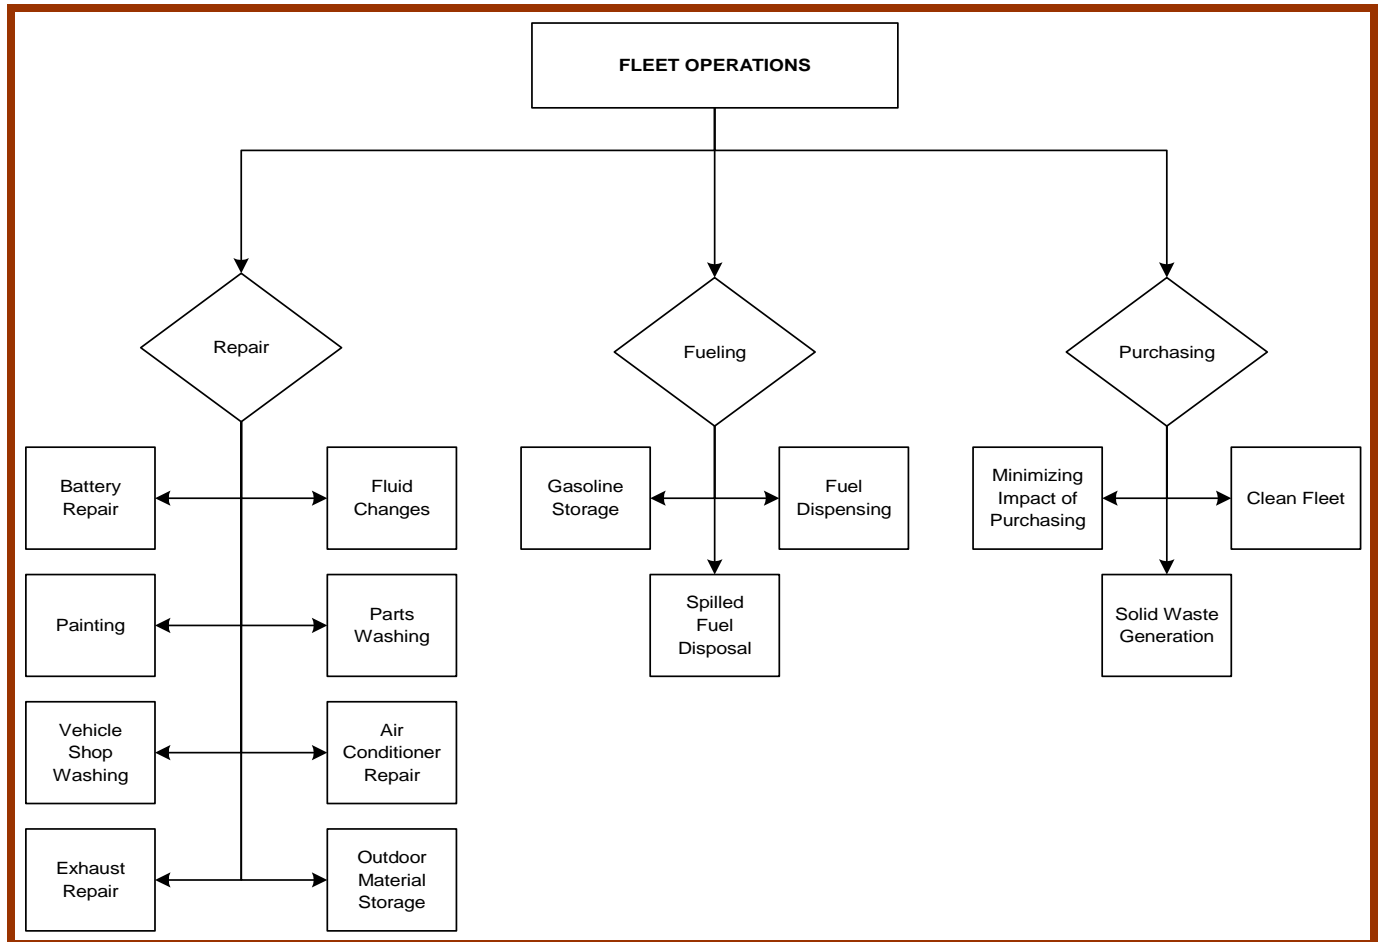 FLEET OPERATIONS
Repair
Fueling
Purchasing
Battery
Repair
Fluid
Changes
Gasoline
Storage
Fuel
Dispensing
Minimizing
Impact of
Purchasing
Clean Fleet
Painting
Parts
Washing
Spilled
Fuel
Disposal
Solid Waste
Generation
Vehicle
Shop
Washing
Air
Conditioner
Repair
Exhaust
Repair
Outdoor
Material
Storage